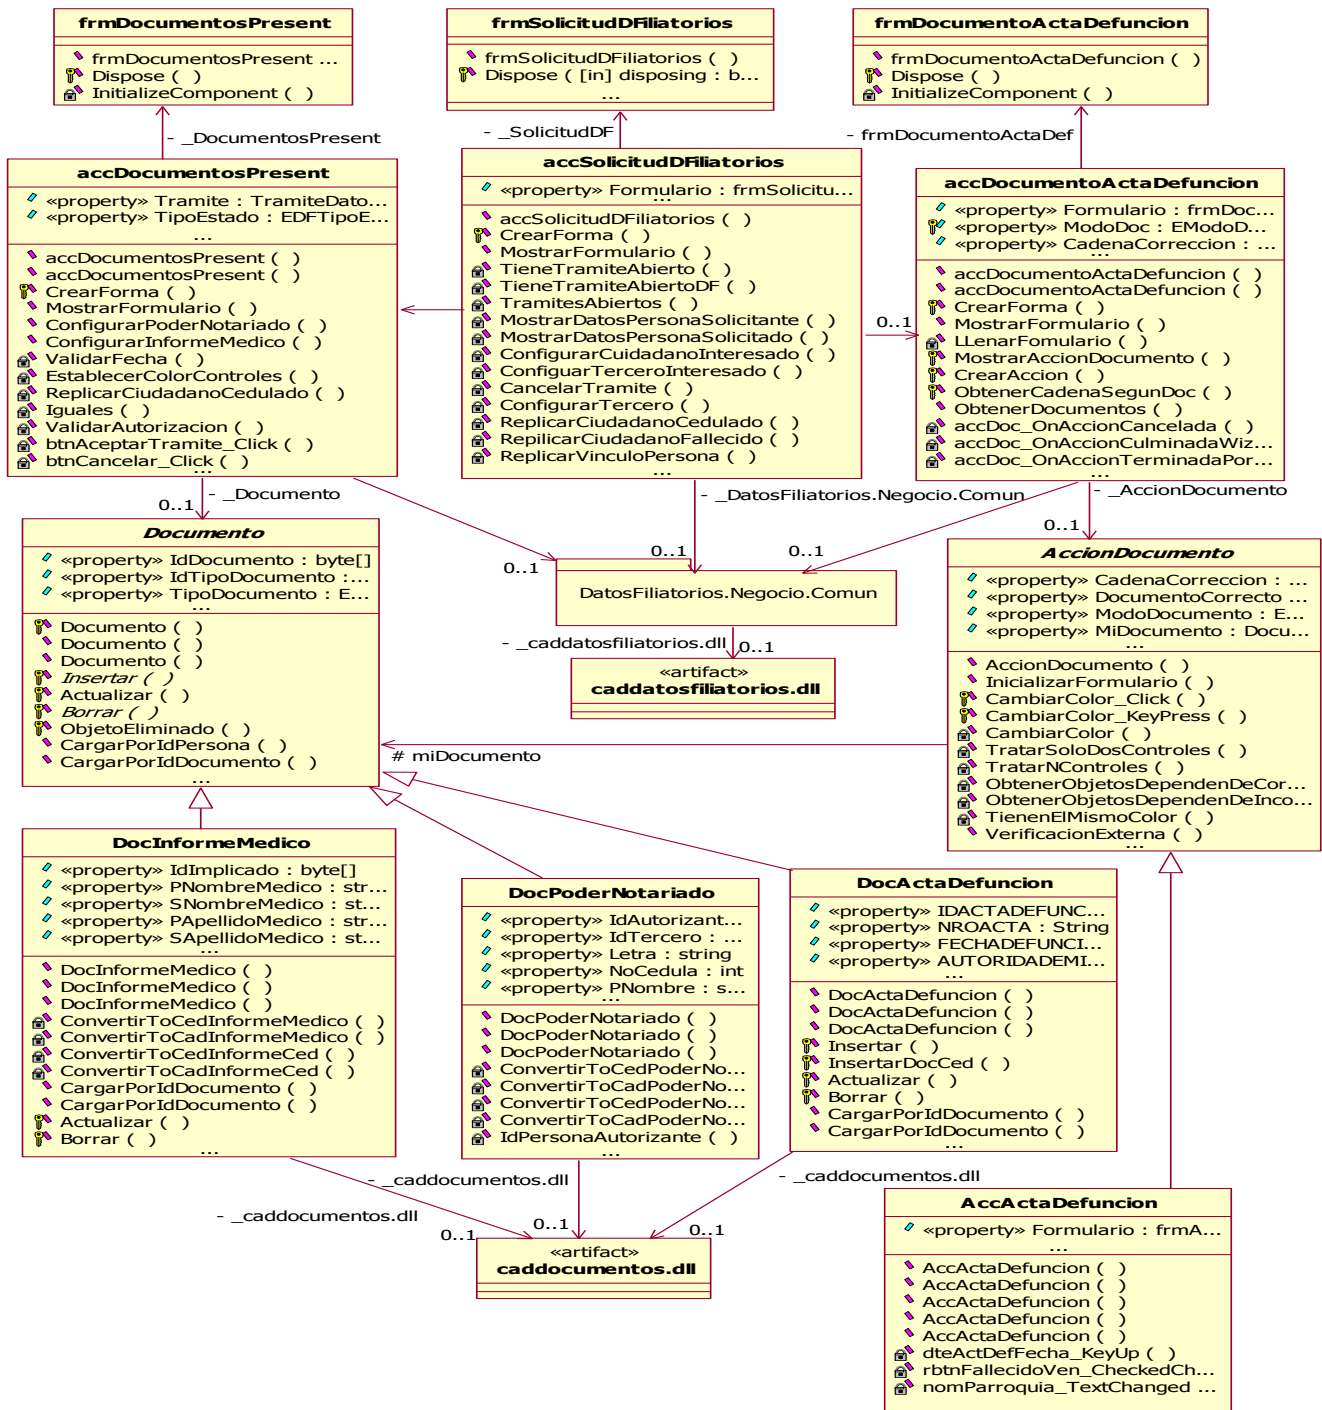 frmDocumentosPresent
frmDocumentosPresent ...
Dispose ( )
InitializeComponent ( )
frmSolicitudDFiliatorios
frmSolicitudDFiliatorios ( )
Dispose ( [in] disposing : b...
...
frmDocumentoActaDefuncion
frmDocumentoActaDefuncion ( )
Dispose ( )
InitializeComponent ( )
- _DocumentosPresent
- _SolicitudDF
- frmDocumentoActaDef
accDocumentosPresent
«property» Tramite : TramiteDato...
«property» TipoEstado : EDFTipoE...
...
accDocumentosPresent ( )
accDocumentosPresent ( )
CrearForma ( )
MostrarFormulario ( )
ConfigurarPoderNotariado ( )
ConfigurarInformeMedico ( )
ValidarFecha ( )
EstablecerColorControles ( )
ReplicarCiudadanoCedulado ( )
Iguales ( )
ValidarAutorizacion ( )
btnAceptarTramite_Click ( )
btnCancelar_Click ( )
...
accSolicitudDFiliatorios
«property» Formulario : frmSolicitu...
accSolicitudDFiliatorios ( )
CrearForma ( )
MostrarFormulario ( )
TieneTramiteAbierto ( )
TieneTramiteAbiertoDF ( )
TramitesAbiertos ( )
MostrarDatosPersonaSolicitante ( )
MostrarDatosPersonaSolicitado ( )
ConfigurarCuidadanoInteresado ( )
ConfiguarTerceroInteresado ( )
CancelarTramite ( )
ConfigurarTercero ( )
ReplicarCiudadanoCedulado ( )
RepilicarCiudadanoFallecido ( )
ReplicarVinculoPersona ( )
...
0..1
accDocumentoActaDefuncion
«property» Formulario : frmDoc...
«property» ModoDoc : EModoD...
«property» CadenaCorreccion : ...
...
accDocumentoActaDefuncion ( )
accDocumentoActaDefuncion ( )
CrearForma ( )
MostrarFormulario ( )
LLenarFomulario ( )
MostrarAccionDocumento ( )
CrearAccion ( )
ObtenerCadenaSegunDoc ( )
ObtenerDocumentos ( )
accDoc_OnAccionCancelada ( )
accDoc_OnAccionCulminadaWiz...
accDoc_OnAccionTerminadaPor...
...
- _Documento
0..1
- _DatosFiliatorios.Negocio.Comun
- _AccionDocumento
0..1
0..1
0..1
0..1
Documento
«property» IdDocumento : byte[]
«property» IdTipoDocumento :...
«property» TipoDocumento : E...
...
Documento ( )
Documento ( )
Documento ( )
Insertar ( )
Actualizar ( )
Borrar ( )
ObjetoEliminado ( )
CargarPorIdPersona ( )
CargarPorIdDocumento ( )
...
DatosFiliatorios.Negocio.Comun
- _caddatosfiliatorios.dll
0..1
«artifact»
caddatosfiliatorios.dll
AccionDocumento
«property» CadenaCorreccion : ...
«property» DocumentoCorrecto ...
«property» ModoDocumento : E...
«property» MiDocumento : Docu...
...
AccionDocumento ( )
InicializarFormulario ( )
CambiarColor_Click ( )
CambiarColor_KeyPress ( )
CambiarColor ( )
TratarSoloDosControles ( )
TratarNControles ( )
ObtenerObjetosDependenDeCor...
ObtenerObjetosDependenDeInco...
TienenElMismoColor ( )
VerificacionExterna ( )
...
# miDocumento
DocInformeMedico
«property» IdImplicado : byte[]
«property» PNombreMedico : str...
«property» SNombreMedico : st...
«property» PApellidoMedico : str...
«property» SApellidoMedico : st...
...
DocInformeMedico ( )
DocInformeMedico ( )
DocInformeMedico ( )
ConvertirToCedInformeMedico ( )
ConvertirToCadInformeMedico ( )
ConvertirToCedInformeCed ( )
ConvertirToCadInformeCed ( )
CargarPorIdDocumento ( )
CargarPorIdDocumento ( )
Actualizar ( )
Borrar ( )
...
DocPoderNotariado
«property» IdAutorizant...
«property» IdTercero : ...
«property» Letra : string
«property» NoCedula : int
«property» PNombre : s...
...
DocPoderNotariado ( )
DocPoderNotariado ( )
DocPoderNotariado ( )
ConvertirToCedPoderNo...
ConvertirToCadPoderNo...
ConvertirToCedPoderNo...
ConvertirToCadPoderNo...
IdPersonaAutorizante ( )
...
DocActaDefuncion
«property» IDACTADEFUNC...
«property» NROACTA : String
«property» FECHADEFUNCI...
«property» AUTORIDADEMI...
...
DocActaDefuncion ( )
DocActaDefuncion ( )
DocActaDefuncion ( )
Insertar ( )
InsertarDocCed ( )
Actualizar ( )
Borrar ( )
CargarPorIdDocumento ( )
CargarPorIdDocumento ( )
...
- _caddocumentos.dll
- _caddocumentos.dll
- _caddocumentos.dll
0..1
0..1
0..1
«artifact»
caddocumentos.dll
AccActaDefuncion
«property» Formulario : frmA...
...
AccActaDefuncion ( )
AccActaDefuncion ( )
AccActaDefuncion ( )
AccActaDefuncion ( )
AccActaDefuncion ( )
dteActDefFecha_KeyUp ( )
rbtnFallecidoVen_CheckedCh...
nomParroquia_TextChanged ...